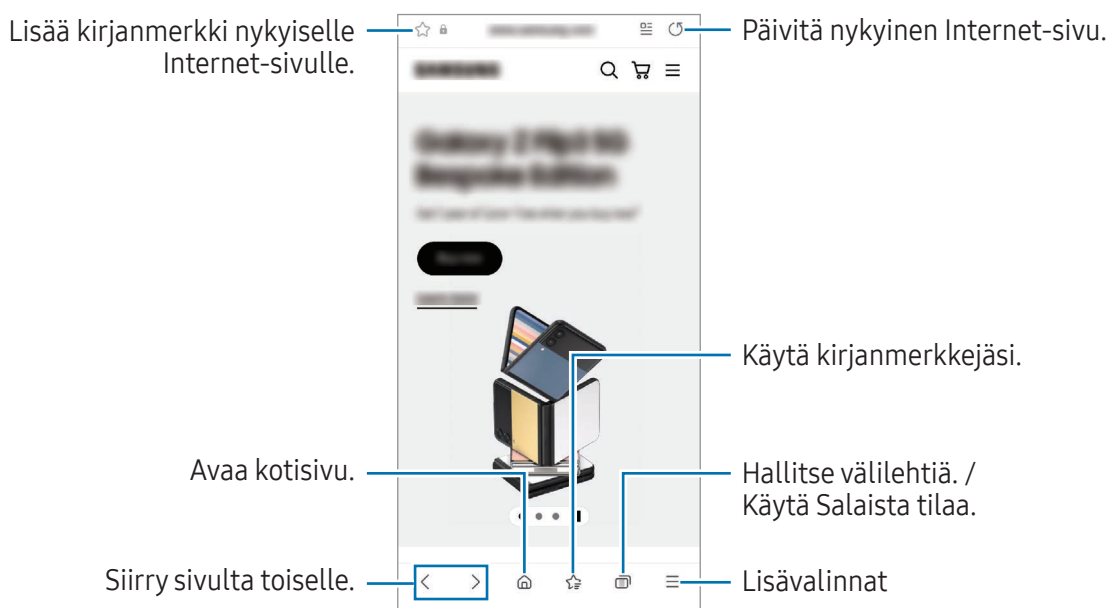 Lisää kirjanmerkki nykyiselle
Internet-sivulle.
Päivitä nykyinen Internet-sivu.
Käytä kirjanmerkkejäsi.
Avaa kotisivu.
Hallitse välilehtiä. /
Käytä Salaista tilaa.
Siirry sivulta toiselle.
Lisävalinnat